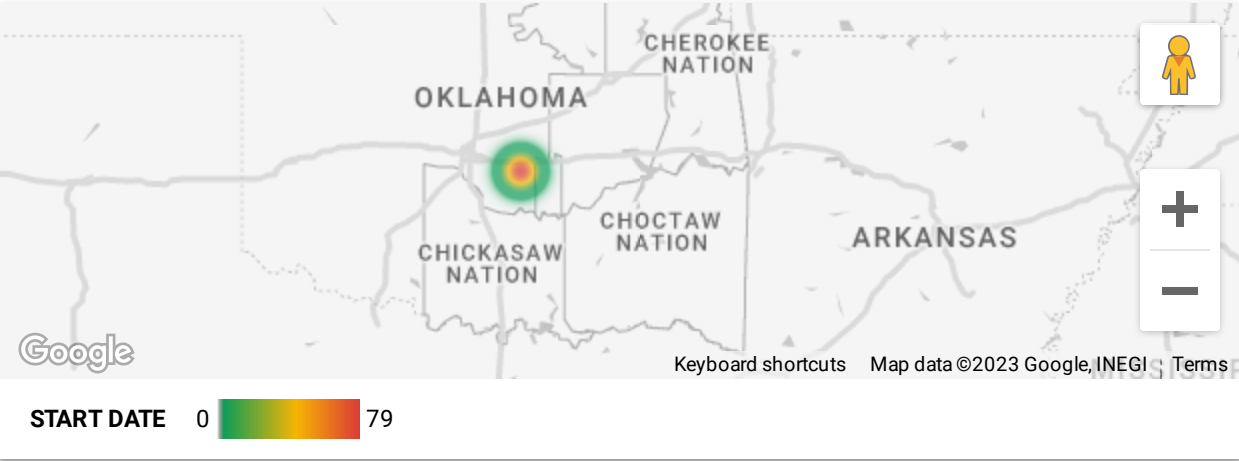 CHEROKEE
NATION
OKLAHOMA
CHOCTAW
NATION
ARKANSAS
CHICKASAW
NATION
Google
Keyboard shortcuts Map data ©2023 Google, INEGI Terms
START DATE 0 79